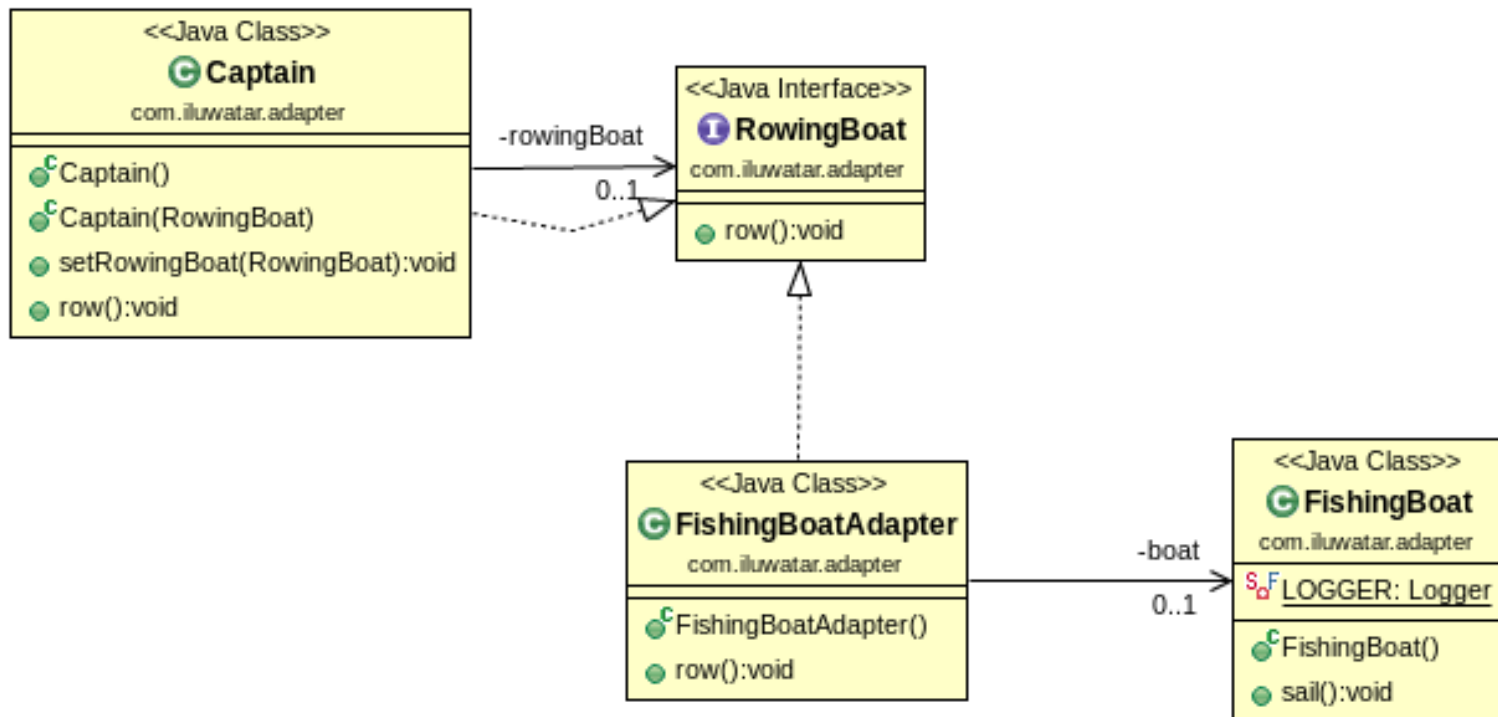 <<Java Class>>
Captain
com.iluwatar.adapter
Captain()
Captain(RowingBoat)
setRowingBoat(RowingBoat):void
row():void
-rowingBoat
0..1
<<Java Interface>>
RowingBoat
com.iluwatar.adapter
row():void
<<Java Class>>
FishingBoatAdapter
com.iluwatar.adapter
FishingBoatAdapter()
row():void
-boat
0..1
<<Java Class>>
FishingBoat
com.iluwatar.adapter
LOGGER: Logger
FishingBoat()
sail():void